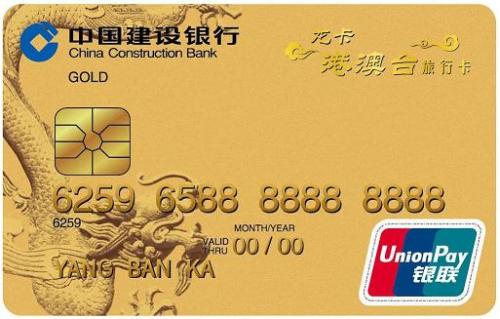 中国建设银行
China Construction Bank
GOLD
龙卡
港澳台旅行卡
6259 6588 8888 8888
6259
MONTH/YEAR
VALID THRU 00/00
YANG BAN KA
UnionPay
银联